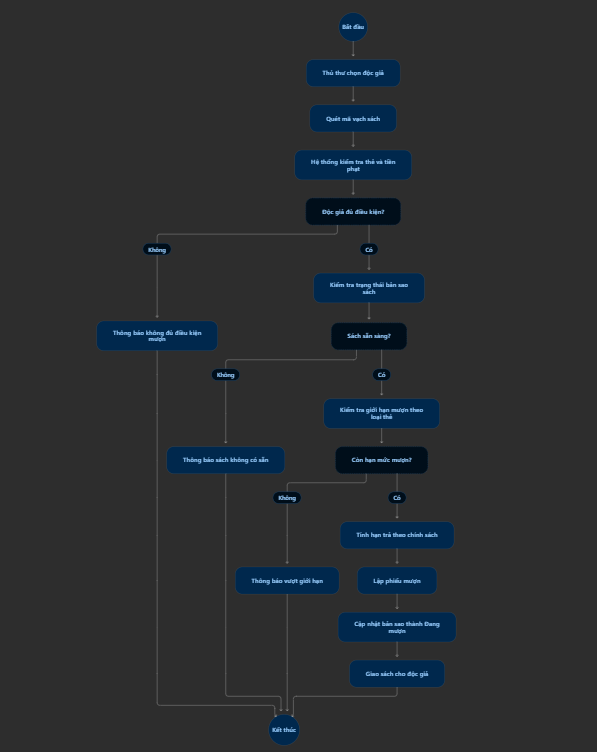 Bắt đầu
Thủ thư chọn độc giả
Quét mã vạch sách
Hệ thống kiểm tra thẻ và tiền
phạt
Độc giả đủ điều kiện?
Không
Có
Kiểm tra trạng thái bản sao
sách
Thông báo không đủ điều kiện
mượn
Sách sẵn sàng?
Không
Có
Kiểm tra giới hạn mượn theo
loại thẻ
Thông báo sách không có sẵn
Còn hạn mức mượn?
Không
Có
Tính hạn trả theo chính sách
Thông báo vượt giới hạn
Lập phiếu mượn
Cập nhật bản sao thành Đang
mượn
Giao sách cho độc giả
Kết thúc